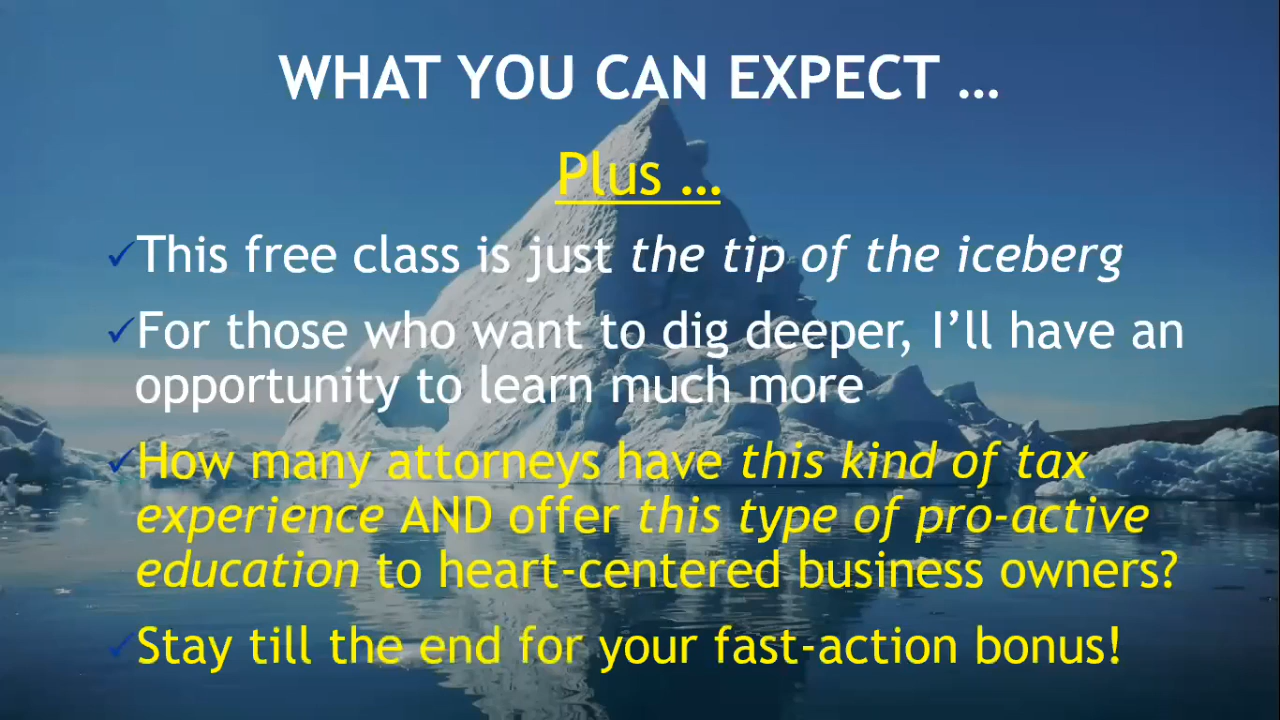 WHAT YOU CAN EXPECT …
Plus …
✓This free class is just the tip of the iceberg
✓For those who want to dig deeper, I’ll have an
opportunity to learn much more
✓How many attorneys have this kind of tax
experience AND offer this type of pro-active
education to heart-centered business owners?
✓Stay till the end for your fast-action bonus!